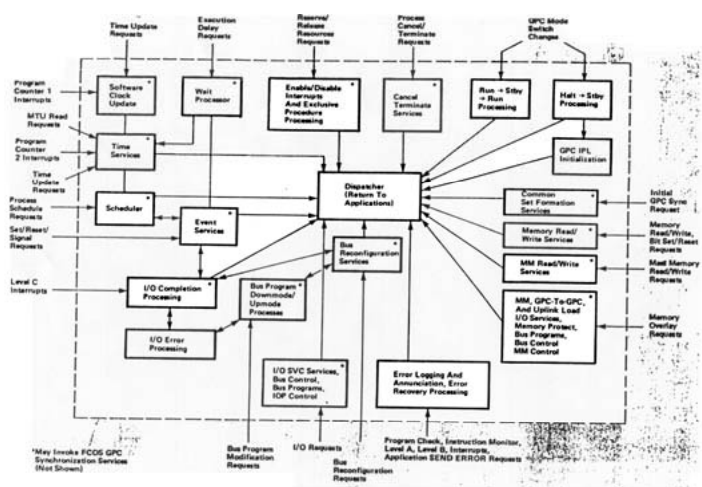 Time Update
Requests
Execution
Delay
Requests
Reserve/
Release
Resources
Requests
Process
Cancel/
Terminate
Requests
GPC Mode
Switch
Changes
Program
Counter 1
Interrupts
Software *
Clock
Update
Wait *
Processor
Enable/Disable *
Interrupts
And Exclusive
Procedure
Processing
Cancel *
Terminate
Services
Run → Stby
→ Run
Processing
Halt → Stby
Processing
MTU Read
Requests
Program
Counter
2 Interrupts
Time
Update
Requests
Time *
Services
GPC IPL
Initialization
Dispatcher
(Return To
Applications)
Process
Schedule
Requests
Scheduler *
Common *
Set Formation
Services
Initial
GPC Sync
Request
Set/Reset/
Signal
Requests
Event *
Services
Memory Read/ *
Write Services
Memory
Read/Write,
Bit Set/Reset
Requests
Bus *
Reconfiguration
Services
MM Read/Write *
Services
Mass Memory
Read/Write
Requests
Level C
Interrupts
I/O Completion *
Processing
Bus Program *
Downmode/
Upmode
Processes
MM, GPC-To-GPC, *
And Uplink Load
I/O Services,
Memory Protect,
Bus Programs,
Bus Control
MM Control
Memory
Overlay
Requests
I/O Error
Processing
I/O SVC Services, *
Bus Control,
Bus Programs,
IOP Control
Error Logging And
Annunciation, Error
Recovery Processing
*May Invoke FCOS GPC
Synchronization Services
(Not Shown)
Bus Program
Modification
Requests
I/O Requests
Bus
Reconfiguration
Requests
Program Check, Instruction Monitor,
Level A, Level B, Interrupts,
Application SEND ERROR Requests